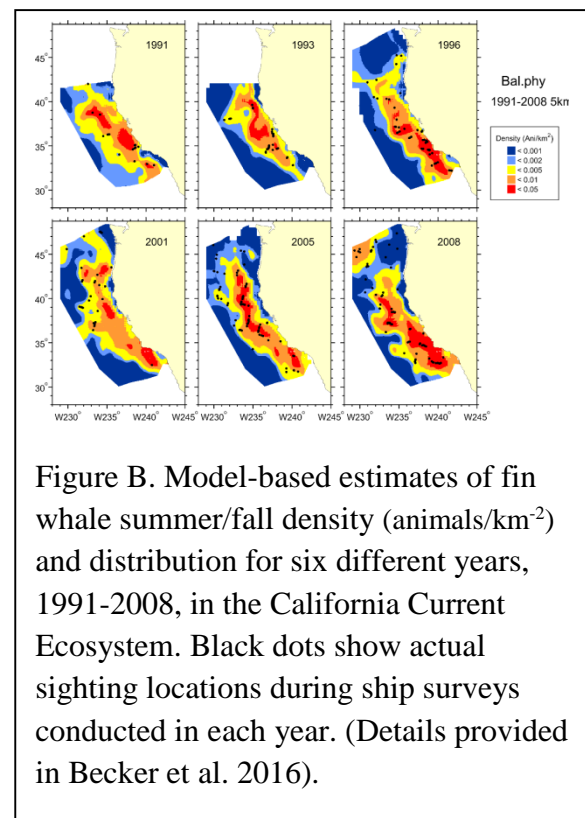 1991
1993
1996
Bal.phy
1991-2008 5km
Density (Ani/km²)
< 0.001
< 0.002
< 0.005
< 0.01
< 0.05
45°
40°
35°
30°
2001
2005
2008
45°
40°
35°
30°
W230° W235° W240° W245°
W230° W235° W240° W245°
W230° W235° W240° W245°
Figure B. Model-based estimates of fin
whale summer/fall density (animals/km⁻²)
and distribution for six different years,
1991-2008, in the California Current
Ecosystem. Black dots show actual
sighting locations during ship surveys
conducted in each year. (Details provided
in Becker et al. 2016).